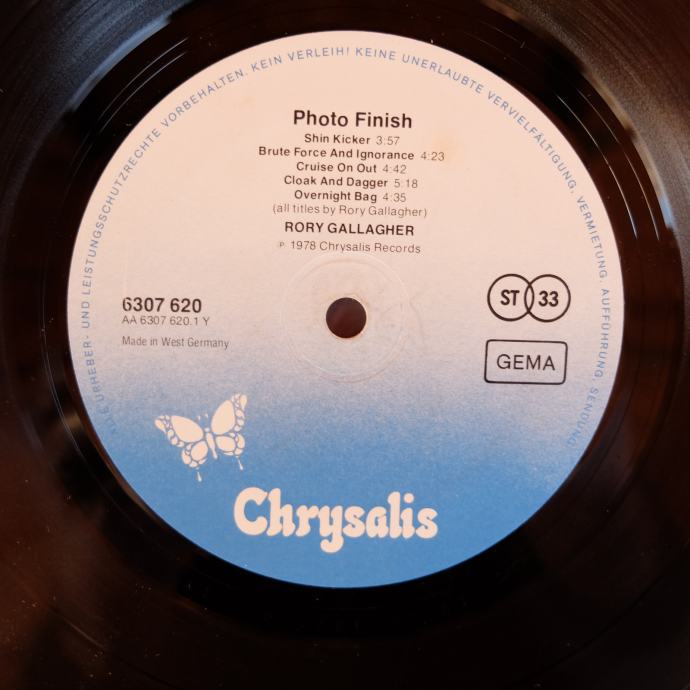 ALLE URHEBER- UND LEISTUNGSSCHUTZRECHTE VORBEHALTEN. KEIN VERLEIH! KEINE UNERLAUBTE VERVIELFÄLTIGUNG, VERMIETUNG, AUFFÜHRUNG, SENDUNG!
Photo Finish
Shin Kicker 3:57
Brute Force And Ignorance 4:23
Cruise On Out 4:42
Cloak And Dagger 5:18
Overnight Bag 4:35
(all titles by Rory Gallagher)
RORY GALLAGHER
℗ 1978 Chrysalis Records
6307 620
AA 6307 620.1 Y
Made in West Germany
ST 33
GEMA
Chrysalis